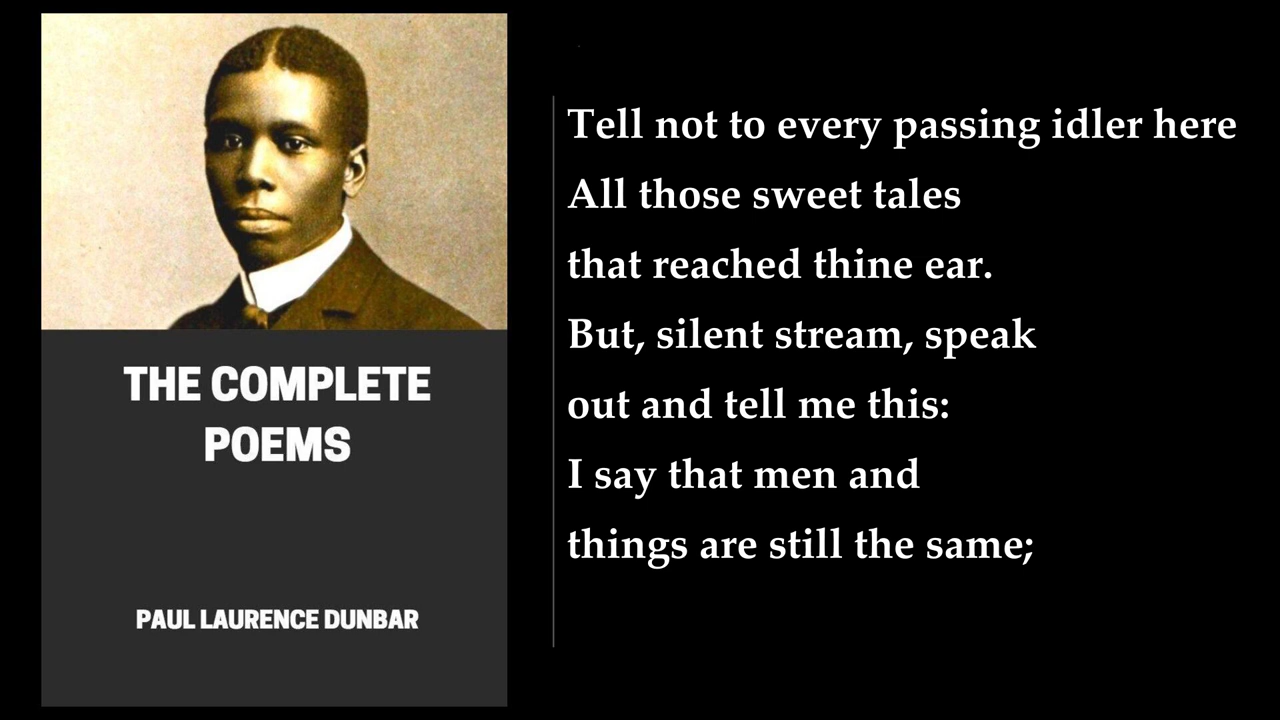 THE COMPLETE
POEMS
PAUL LAURENCE DUNBAR
Tell not to every passing idler here
All those sweet tales
that reached thine ear.
But, silent stream, speak
out and tell me this:
I say that men and
things are still the same;